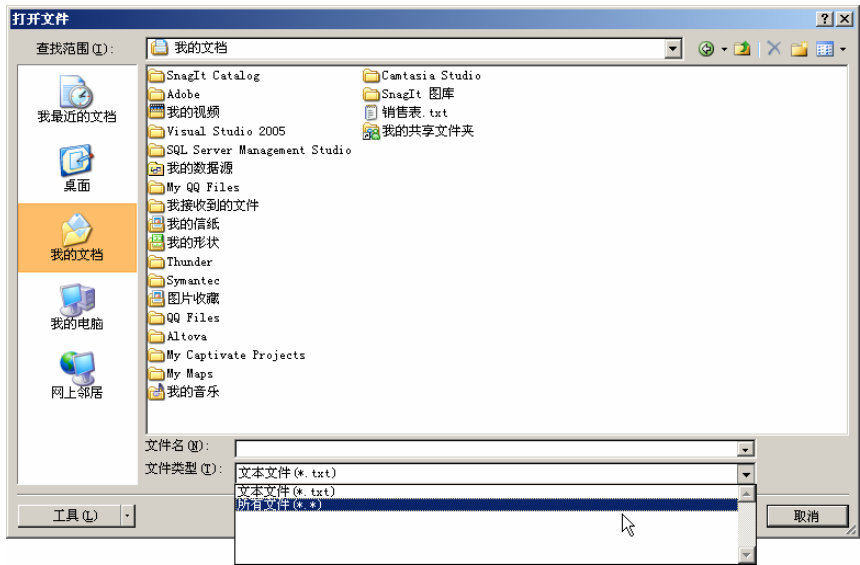 打开文件
查找范围(I):
我的文档
我最近的文档
桌面
我的文档
我的电脑
网上邻居
SnagIt Catalog
Adobe
我的视频
Visual Studio 2005
SQL Server Management Studio
我的数据源
My QQ Files
我接收到的文件
我的信纸
我的形状
Thunder
Symantec
图片收藏
QQ Files
Altova
My Captivate Projects
My Maps
我的音乐
Camtasia Studio
SnagIt 图库
销售表.txt
我的共享文件夹
文件名(N):
文件类型(T):
文本文件(*.txt)
文本文件(*.txt)
所有文件(*.*)
工具(L)
取消